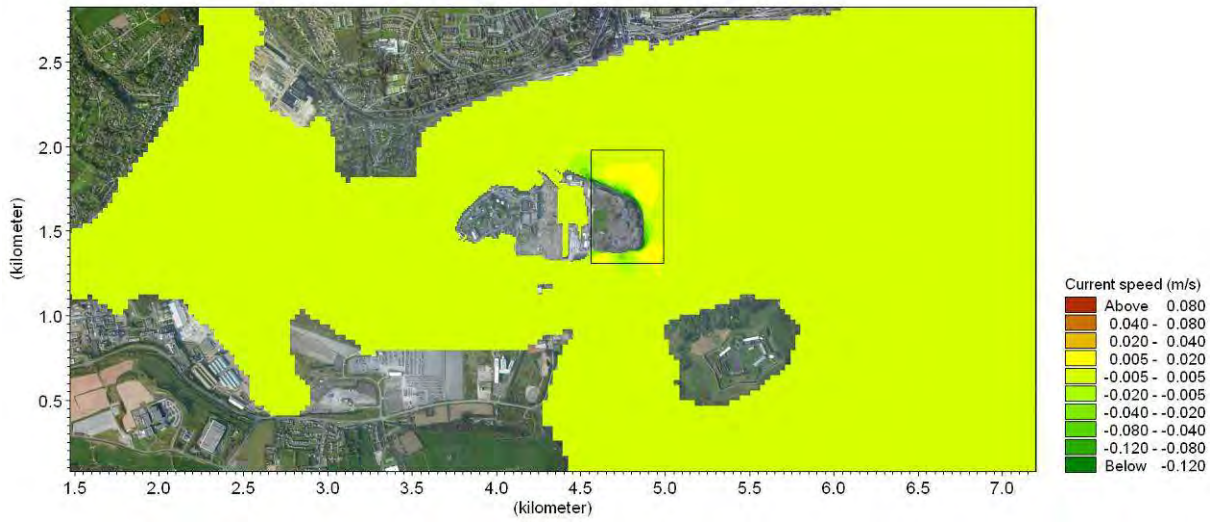 2.5
2.0
1.5
1.0
0.5
(kilometer)
1.5 2.0 2.5 3.0 3.5 4.0 4.5 5.0 5.5 6.0 6.5 7.0
(kilometer)
Current speed (m/s)
Above 0.080
0.040 - 0.080
0.020 - 0.040
0.005 - 0.020
-0.005 - 0.005
-0.020 - -0.005
-0.040 - -0.020
-0.080 - -0.040
-0.120 - -0.080
Below -0.120